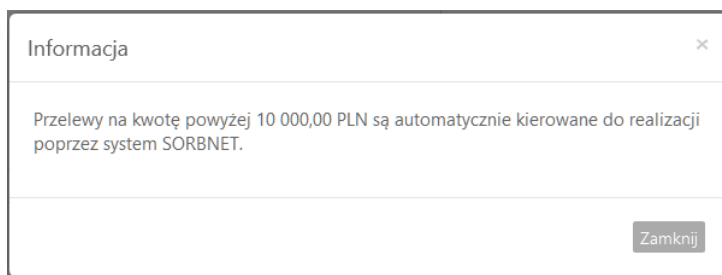 Informacja
×
Przelewy na kwotę powyżej 10 000,00 PLN są automatycznie kierowane do realizacji
poprzez system SORBNET.
Zamknij